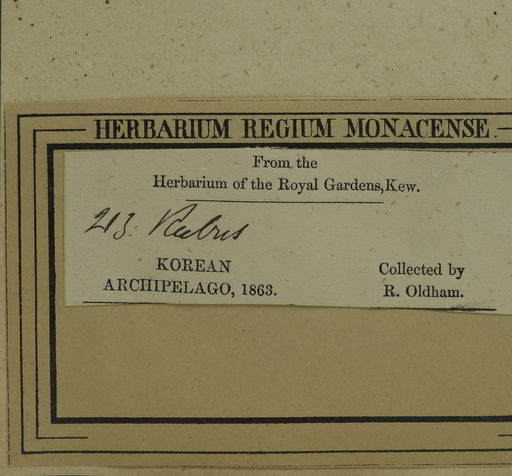 HERBARIUM REGIUM MONACENSE.
From the
Herbarium of the Royal Gardens, Kew.
213. Rubus
KOREAN
ARCHIPELAGO, 1863.
Collected by
R. Oldham.